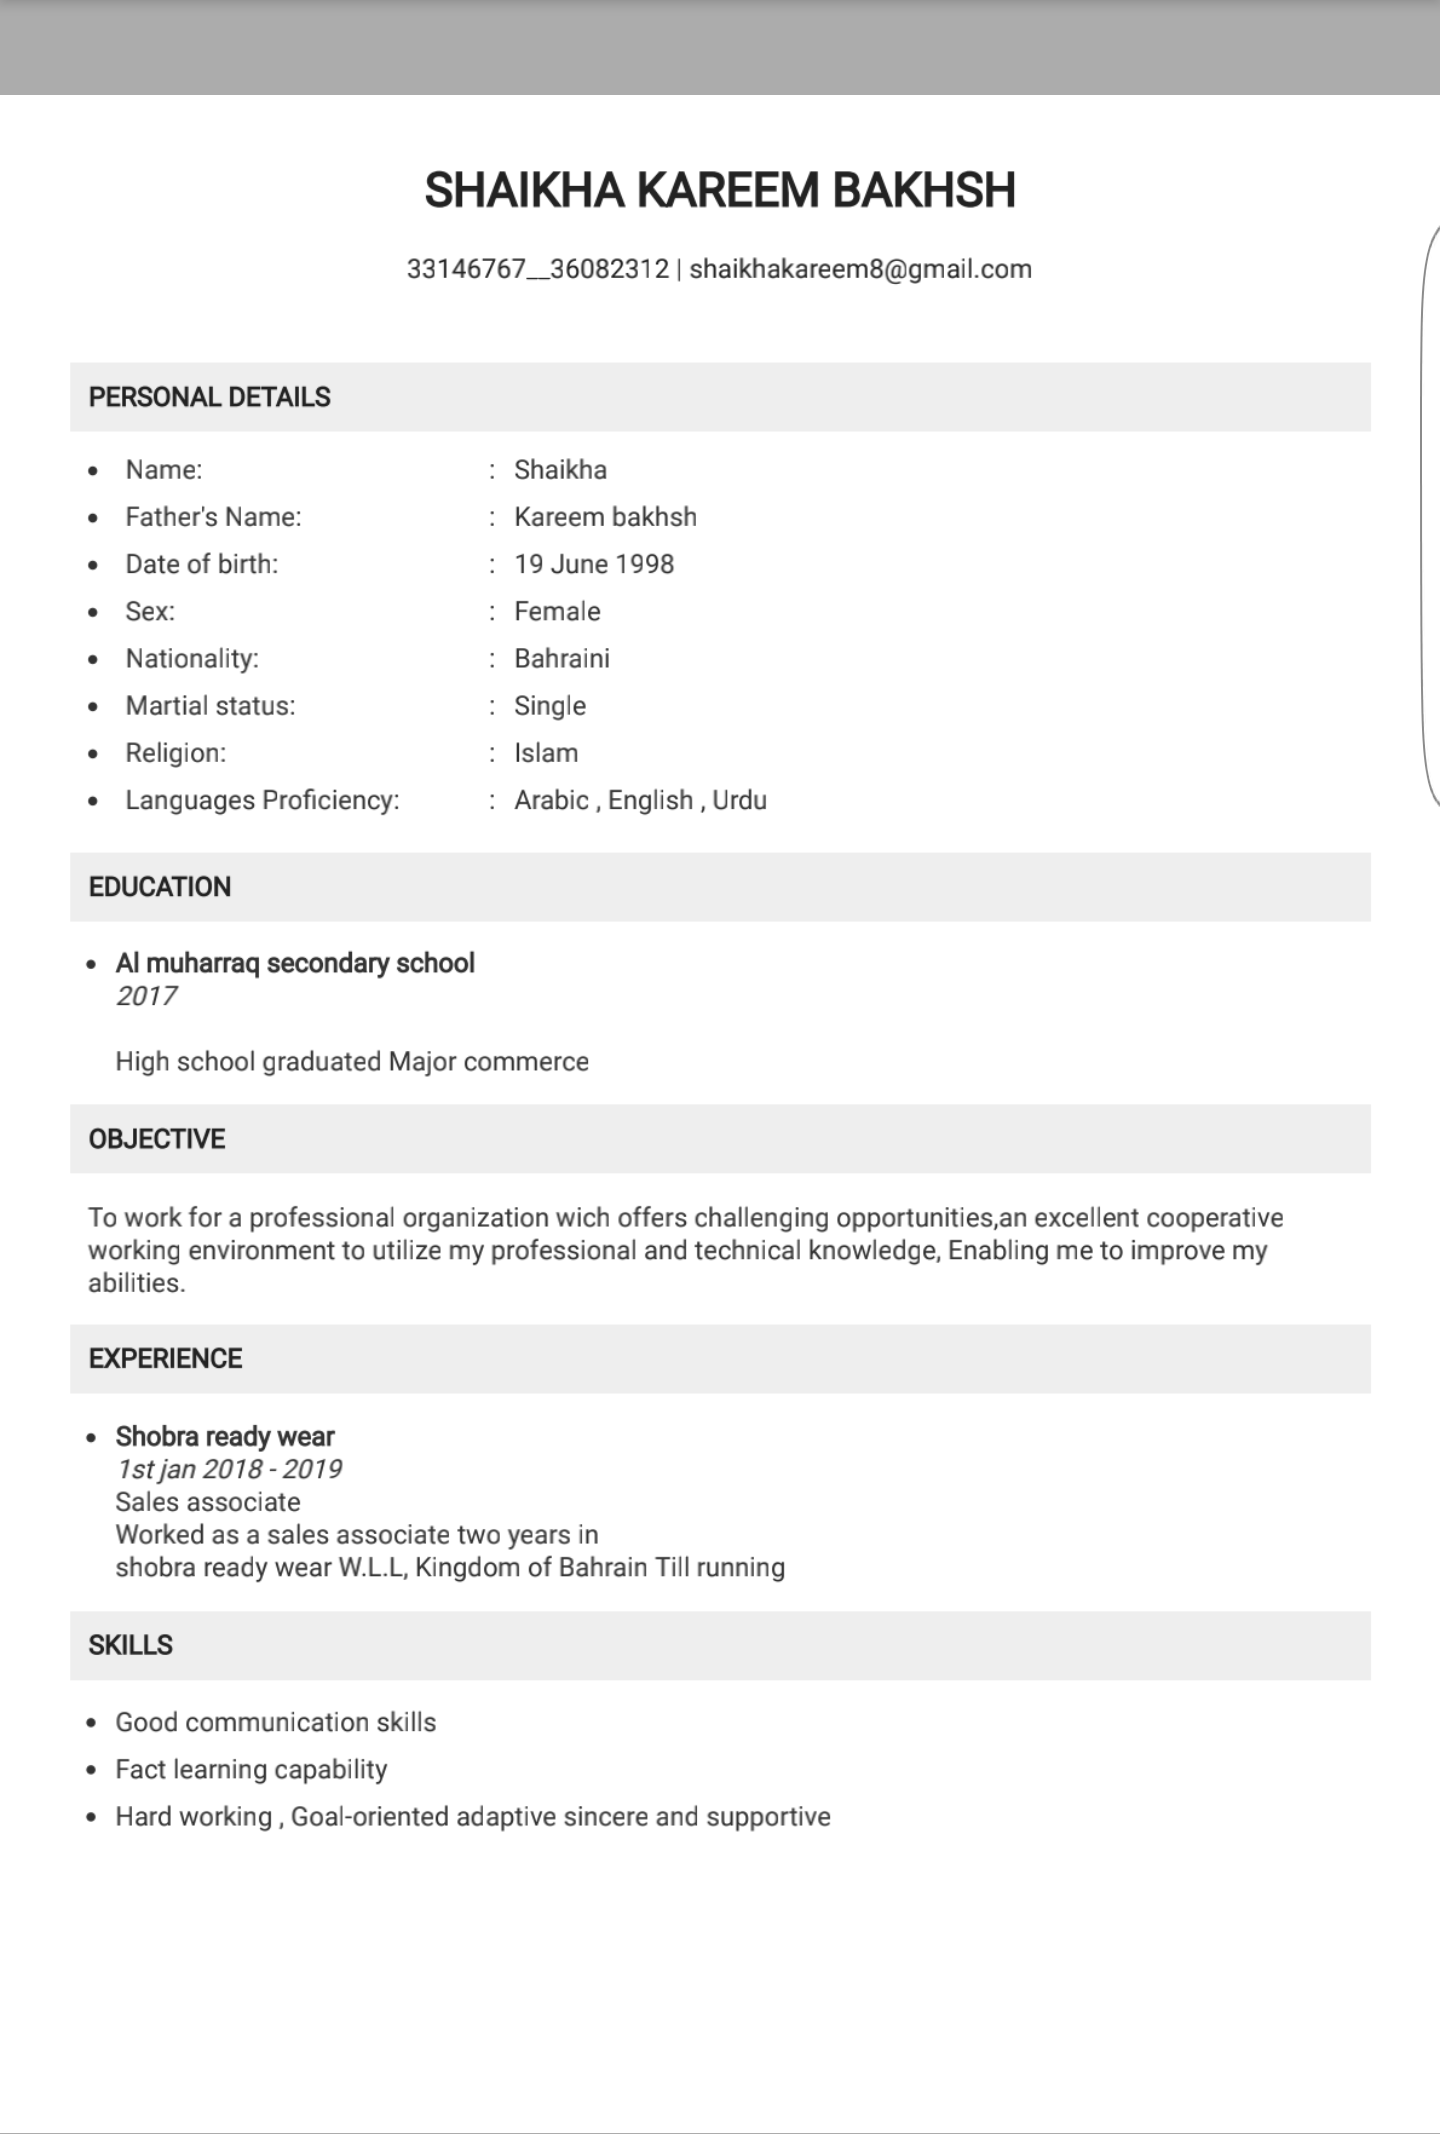 SHAIKHA KAREEM BAKHSH
33146767__36082312 | shaikhakareem8@gmail.com
PERSONAL DETAILS
• Name: : Shaikha
• Father's Name: : Kareem bakhsh
• Date of birth: : 19 June 1998
• Sex: : Female
• Nationality: : Bahraini
• Martial status: : Single
• Religion: : Islam
• Languages Proficiency: : Arabic , English , Urdu
EDUCATION
• Al muharraq secondary school
2017
High school graduated Major commerce
OBJECTIVE
To work for a professional organization wich offers challenging opportunities,an excellent cooperative
working environment to utilize my professional and technical knowledge, Enabling me to improve my
abilities.
EXPERIENCE
• Shobra ready wear
1st jan 2018 - 2019
Sales associate
Worked as a sales associate two years in
shobra ready wear W.L.L, Kingdom of Bahrain Till running
SKILLS
• Good communication skills
• Fact learning capability
• Hard working , Goal-oriented adaptive sincere and supportive